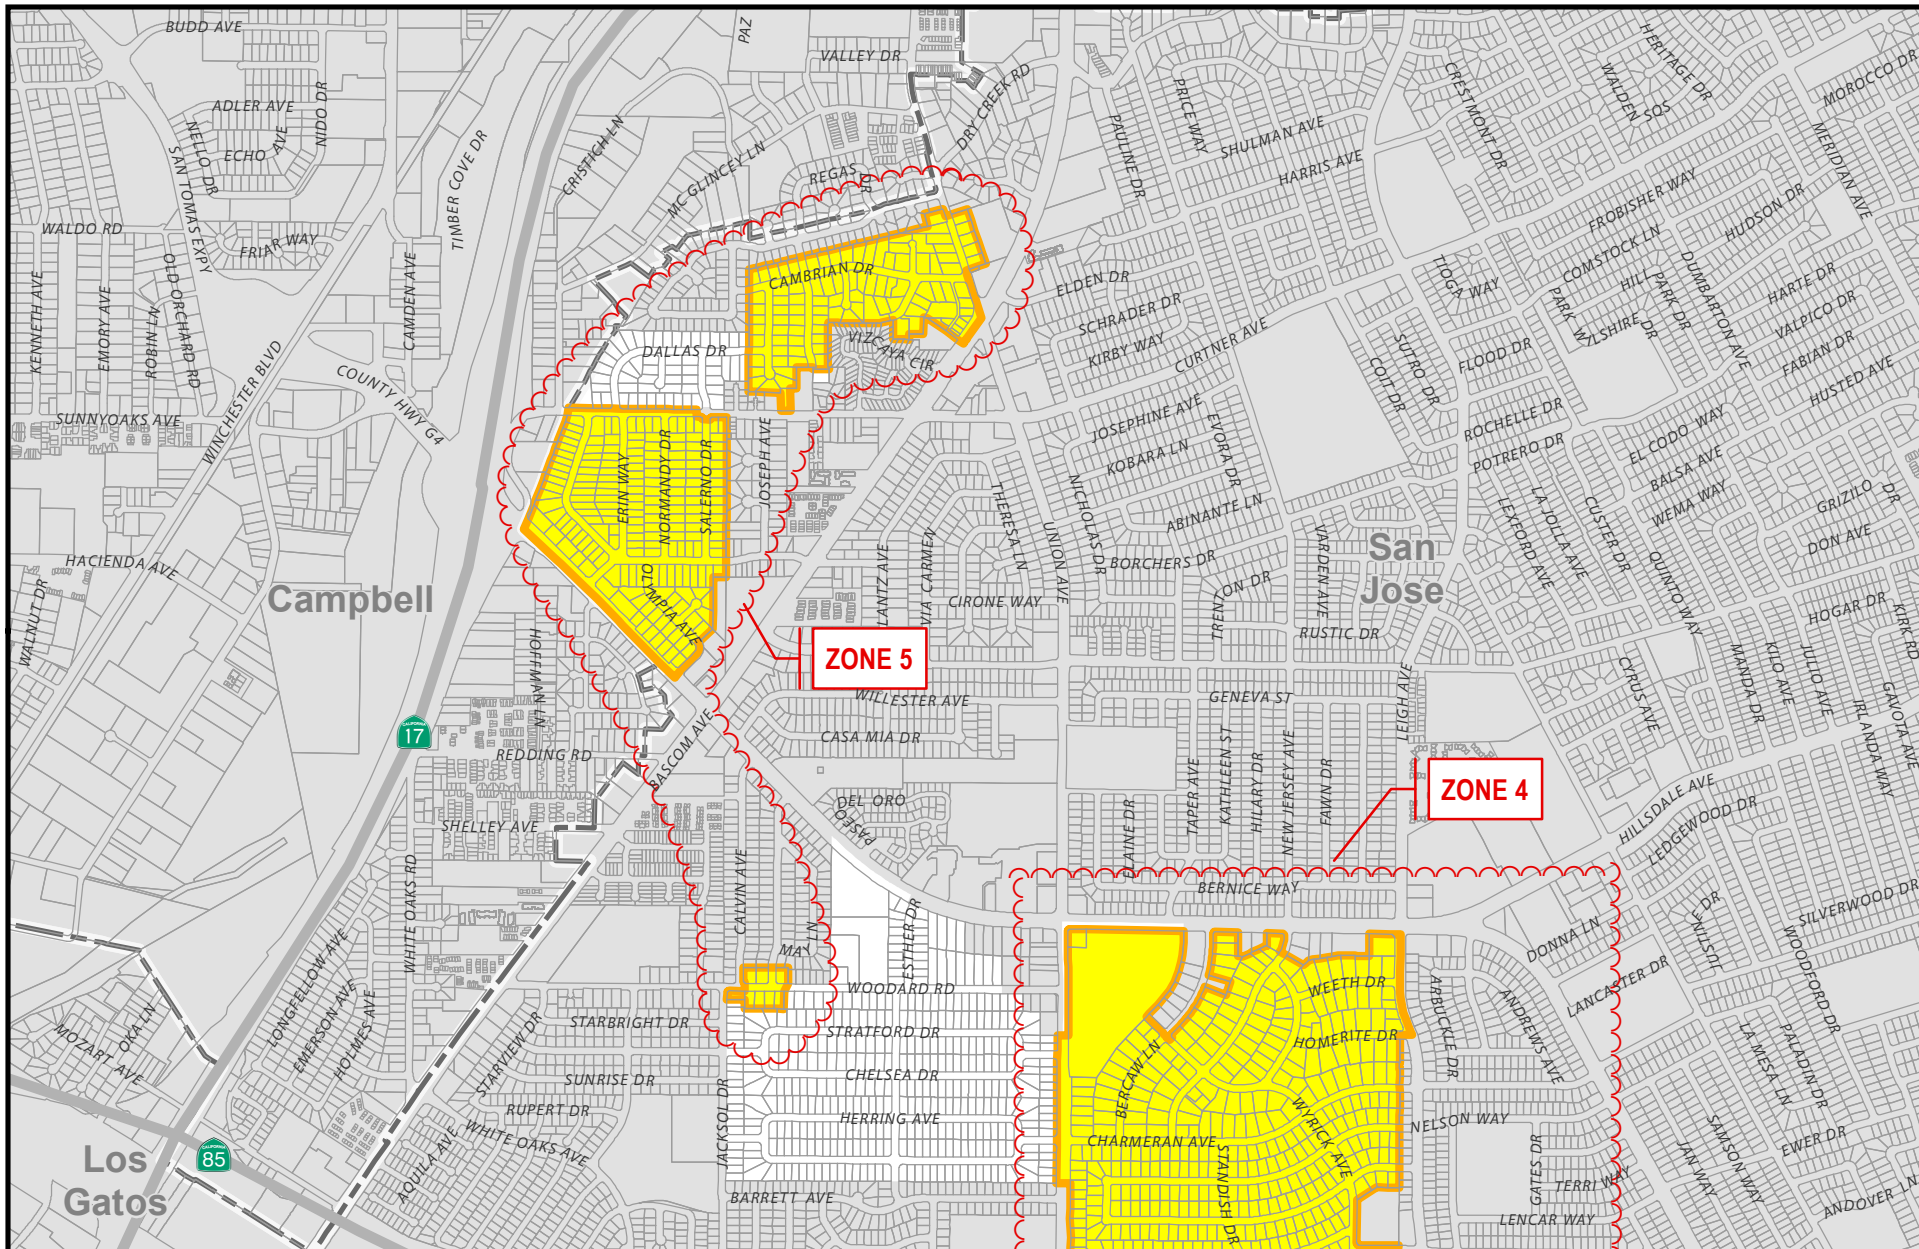 BUDD AVE
PAZ
VALLEY DR
HERITAGE DR
WALDEN SQS
MOROCCO DR
CRESTMONT DR
DRY CREEK RD
PRICE WAY
ADLER AVE
NELLO DR
ECHO AVE
NIDO DR
SAN TOMAS EXPY
TIMBER COVE DR
CRISTICH LN
MC GLINCEY LN
REGAS DR
PAULINE DR
SHULMAN AVE
HARRIS AVE
MERIDIAN AVE
FROBISHER WAY
HUDSON DR
WALDO RD
FRIAR WAY
OLD ORCHARD RD
CAMDEN AVE
CAMBRIAN DR
ELDEN DR
TIOGA WAY
COMSTOCK LN
HILL PARK DR
DUMBARTON AVE
HARTE DR
KENNETH AVE
EMORY AVE
ROBIN LN
SCHRADER DR
KIRBY WAY
CURTNER AVE
PARK WILSHIRE DR
VALPICO DR
FABIAN DR
HUSTED AVE
WINCHESTER BLVD
COUNTY HWY G4
DALLAS DR
VIZCAYA CIR
SUTRO DR
COIT DR
FLOOD DR
SUNNYOAKS AVE
JOSEPHINE AVE
KOBARA LN
EVORA DR
ROCHELLE DR
POTRERO DR
EL CODO WAY
BALSA AVE
WEMA WAY
ERIN WAY
NORMANDY DR
SALERNO DR
JOSEPH AVE
THERESA LN
UNION AVE
NICHOLAS DR
ABINANTE LN
LEXFORD AVE
LA JOLLA AVE
CUSTER DR
GRIZILO DR
DON AVE
HACIENDA AVE
WALNUT DR
Campbell
OLYMPIA AVE
LANTZ AVE
VIA CARMEN
CIRONE WAY
BORCHERS DR
TRENTON DR
VARDEN AVE
San
Jose
QUINTO WAY
HOGAR DR
KIRK RD
RUSTIC DR
HOFFMAN LN
ZONE 5
WILLESTER AVE
GENEVA ST
LEIGH AVE
CYRUS AVE
MANDA DR
KILO AVE
JULIO AVE
IRLANDA WAY
GAVOTA AVE
CALIFORNIA
17
REDDING RD
BASCOM AVE
CASA MIA DR
PASEO DEL ORO
ELAINE DR
TAPER AVE
KATHLEEN ST
HILARY DR
NEW JERSEY AVE
FAWN DR
ZONE 4
HILLSDALE AVE
LEDGEWOOD DR
SHELLEY AVE
WHITE OAKS RD
CALVIN AVE
MAY LN
ESTHER DR
BERNICE WAY
DONNA LN
JUSTINE DR
SILVERWOOD DR
WOODFORD DR
LONGFELLOW AVE
EMERSON AVE
HOLMES AVE
WOODARD RD
WEETH DR
LANCASTER DR
MOZART AVE
OKA LN
STARBRIGHT DR
STRATFORD DR
HOMERITE DR
ARBUCKLE DR
ANDREWS AVE
LA MESA LN
PALADIN DR
STARVIEW DR
SUNRISE DR
CHELSEA DR
BERCAW LN
RUPERT DR
WHITE OAKS AVE
JACKSOL DR
HERRING AVE
CHARMERAN AVE
WYRICK AVE
NELSON WAY
SAMSON WAY
JAN WAY
EWER DR
Los
Gatos
CALIFORNIA
85
AQUILA AVE
BARRETT AVE
STANDISH DR
GATES DR
TERRI WAY
LENCAR WAY
ANDOVER LN